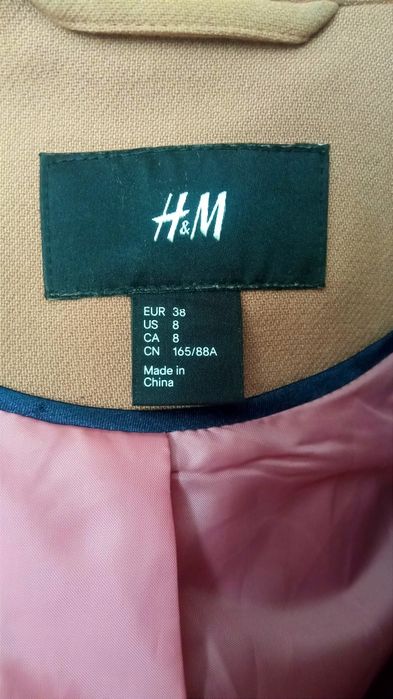 H&M
EUR 38
US 8
CA 8
CN 165/88A
Made in
China